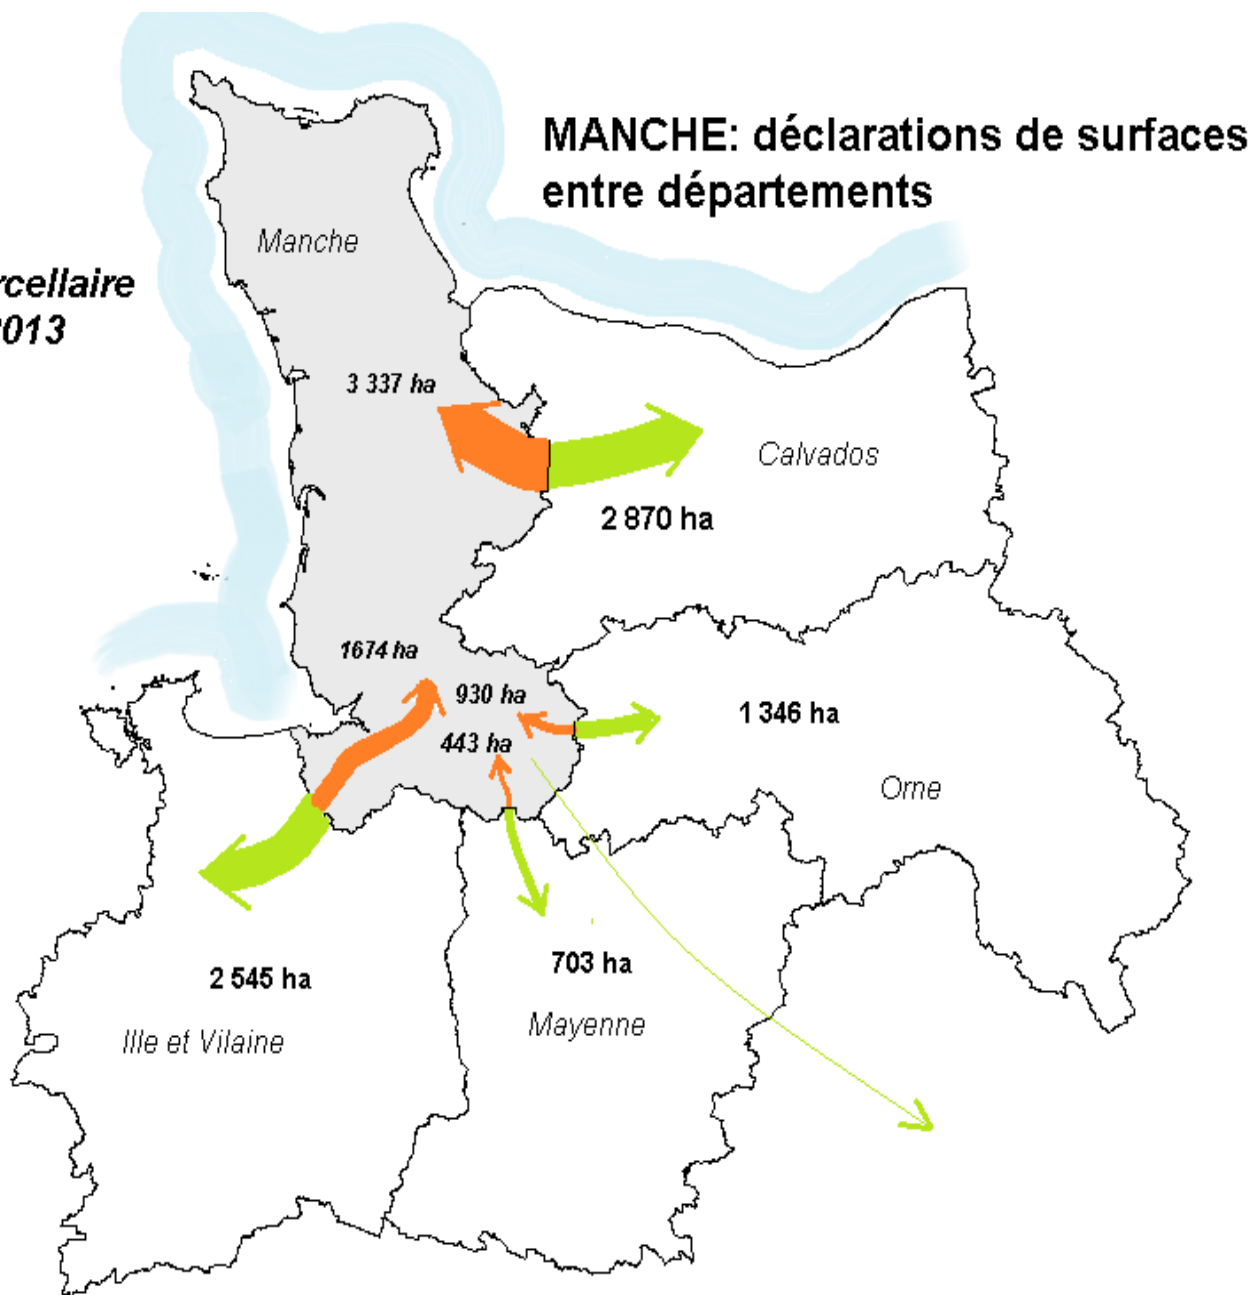 MANCHE: déclarations de surfaces
entre départements
Manche
rcellaire
2013
3 337 ha
Calvados
2 870 ha
1674 ha
930 ha
1 346 ha
443 ha
Orne
703 ha
2 545 ha
Mayenne
Ille et Vilaine